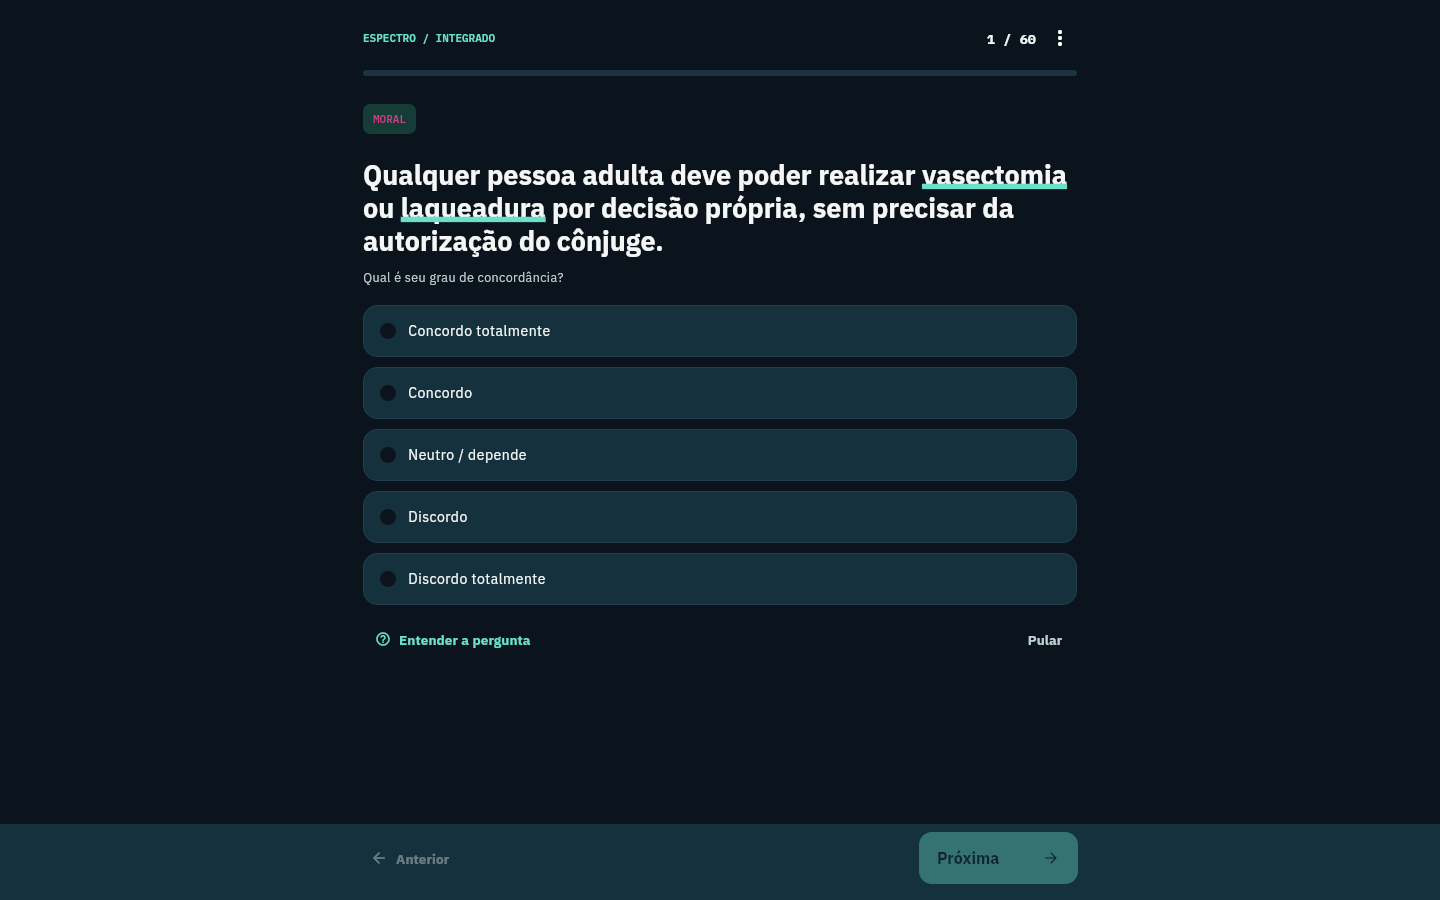 ESPECTRO / INTEGRADO
1 / 60
MORAL
Qualquer pessoa adulta deve poder realizar vasectomia
ou laqueadura por decisão própria, sem precisar da
autorização do cônjuge.
Qual é seu grau de concordância?
Concordo totalmente
Concordo
Neutro / depende
Discordo
Discordo totalmente
Entender a pergunta
Pular
Anterior
Próxima